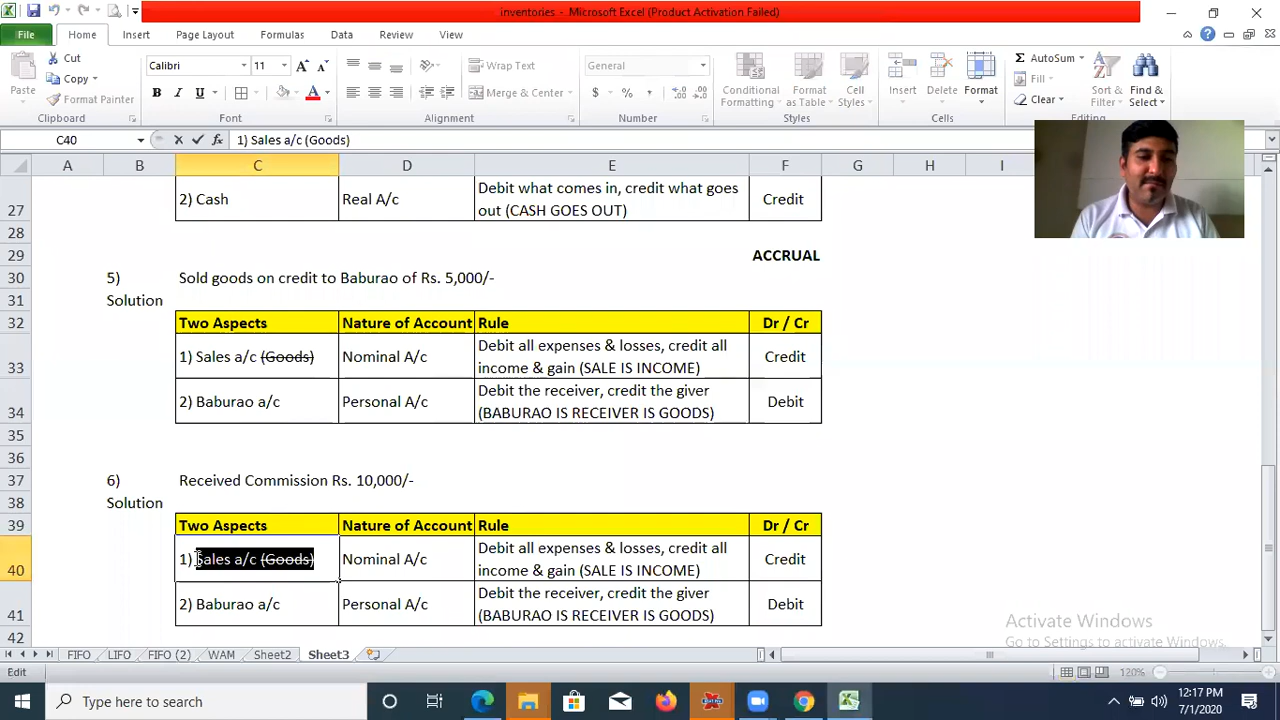 inventories - Microsoft Excel (Product Activation Failed)
File Home Insert Page Layout Formulas Data Review View
Paste
Cut
Copy
Format Painter
Clipboard
Calibri 11
B I U
Font
Wrap Text
Merge & Center
Alignment
General
$ % ,
Number
Conditional Formatting
Format as Table
Cell Styles
Styles
Insert Delete Format
Cells
AutoSum
Fill
Clear
Sort & Filter
Find & Select
Editing
C40 1) Sales a/c (Goods)
A B C D E F G H I
27 2) Cash Real A/c Debit what comes in, credit what goes out (CASH GOES OUT) Credit
28
29 ACCRUAL
30 5) Sold goods on credit to Baburao of Rs. 5,000/-
31 Solution
32 Two Aspects Nature of Account Rule Dr / Cr
33 1) Sales a/c (Goods) Nominal A/c Debit all expenses & losses, credit all income & gain (SALE IS INCOME) Credit
34 2) Baburao a/c Personal A/c Debit the receiver, credit the giver (BABURAO IS RECEIVER IS GOODS) Debit
35
36
37 6) Received Commission Rs. 10,000/-
38 Solution
39 Two Aspects Nature of Account Rule Dr / Cr
40 1) Sales a/c (Goods) Nominal A/c Debit all expenses & losses, credit all income & gain (SALE IS INCOME) Credit
41 2) Baburao a/c Personal A/c Debit the receiver, credit the giver (BABURAO IS RECEIVER IS GOODS) Debit
42
Activate Windows
Go to Settings to activate Windows.
FIFO LIFO FIFO (2) WAM Sheet2 Sheet3
Edit 120%
Type here to search
12:17 PM
7/1/2020